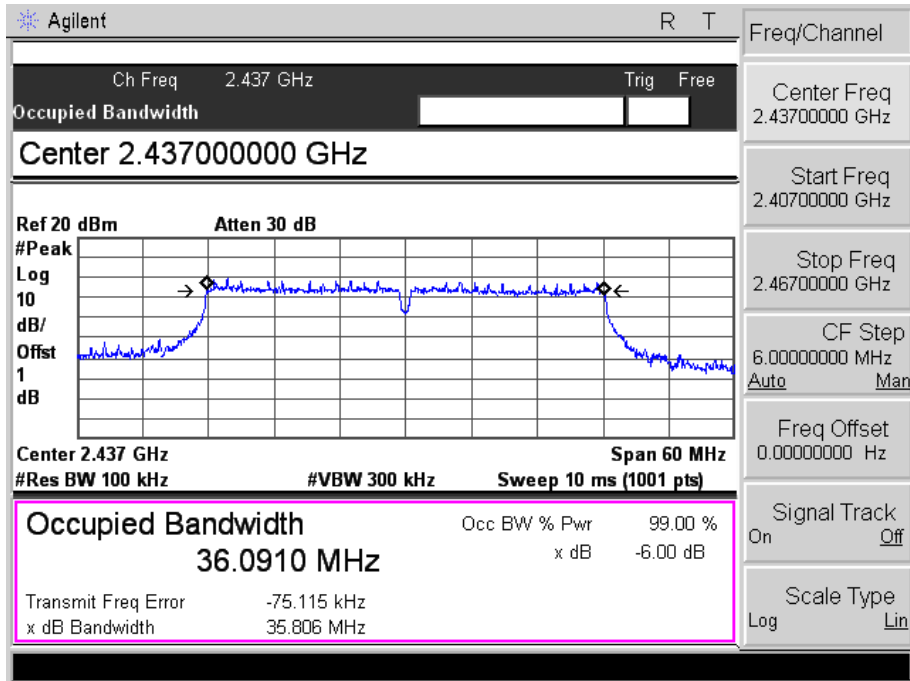 Agilent R T
Freq/Channel
Ch Freq 2.437 GHz Trig Free
Occupied Bandwidth
Center 2.437000000 GHz
Ref 20 dBm Atten 30 dB
#Peak
Log
10
dB/
Offst
1
dB
Center 2.437 GHz Span 60 MHz
#Res BW 100 kHz #VBW 300 kHz Sweep 10 ms (1001 pts)
Occupied Bandwidth
36.0910 MHz
Occ BW % Pwr 99.00 %
x dB -6.00 dB
Transmit Freq Error -75.115 kHz
x dB Bandwidth 35.806 MHz
Center Freq
2.43700000 GHz
Start Freq
2.40700000 GHz
Stop Freq
2.46700000 GHz
CF Step
6.00000000 MHz
Auto Man
Freq Offset
0.00000000 Hz
Signal Track
On Off
Scale Type
Log Lin